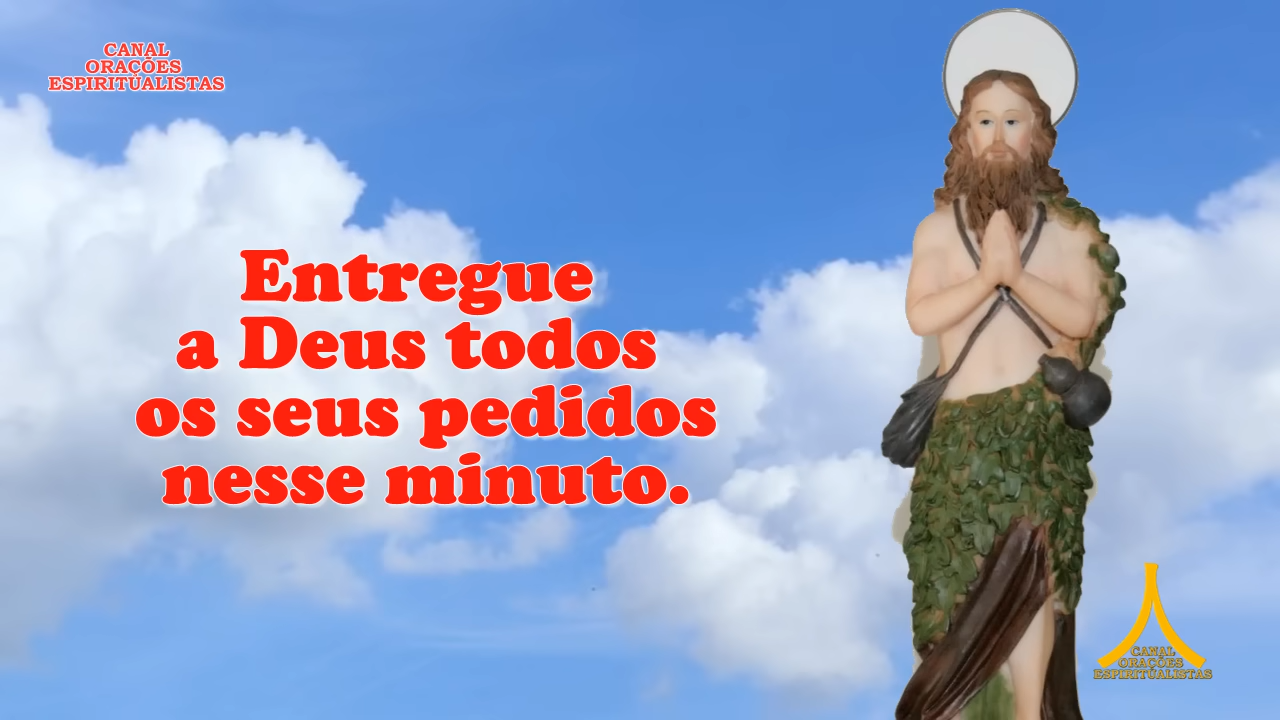 CANAL
ORAÇÕES
ESPIRITUALISTAS
Entregue
a Deus todos
os seus pedidos
nesse minuto.
CANAL
ORAÇÕES
ESPIRITUALISTAS